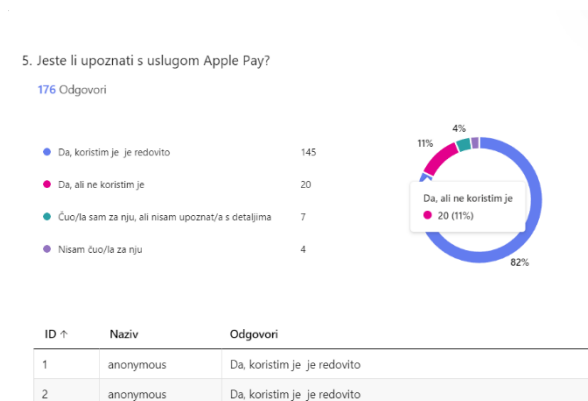 5. Jeste li upoznati s uslugom Apple Pay?
176 Odgovori
Da, koristim je je redovito 145
Da, ali ne koristim je 20
Čuo/la sam za nju, ali nisam upoznat/a s detaljima 7
Nisam čuo/la za nju 4
4%
11%
Da, ali ne koristim je
20 (11%)
82%
ID ↑ Naziv Odgovori
1 anonymous Da, koristim je je redovito
2 anonymous Da, koristim je je redovito